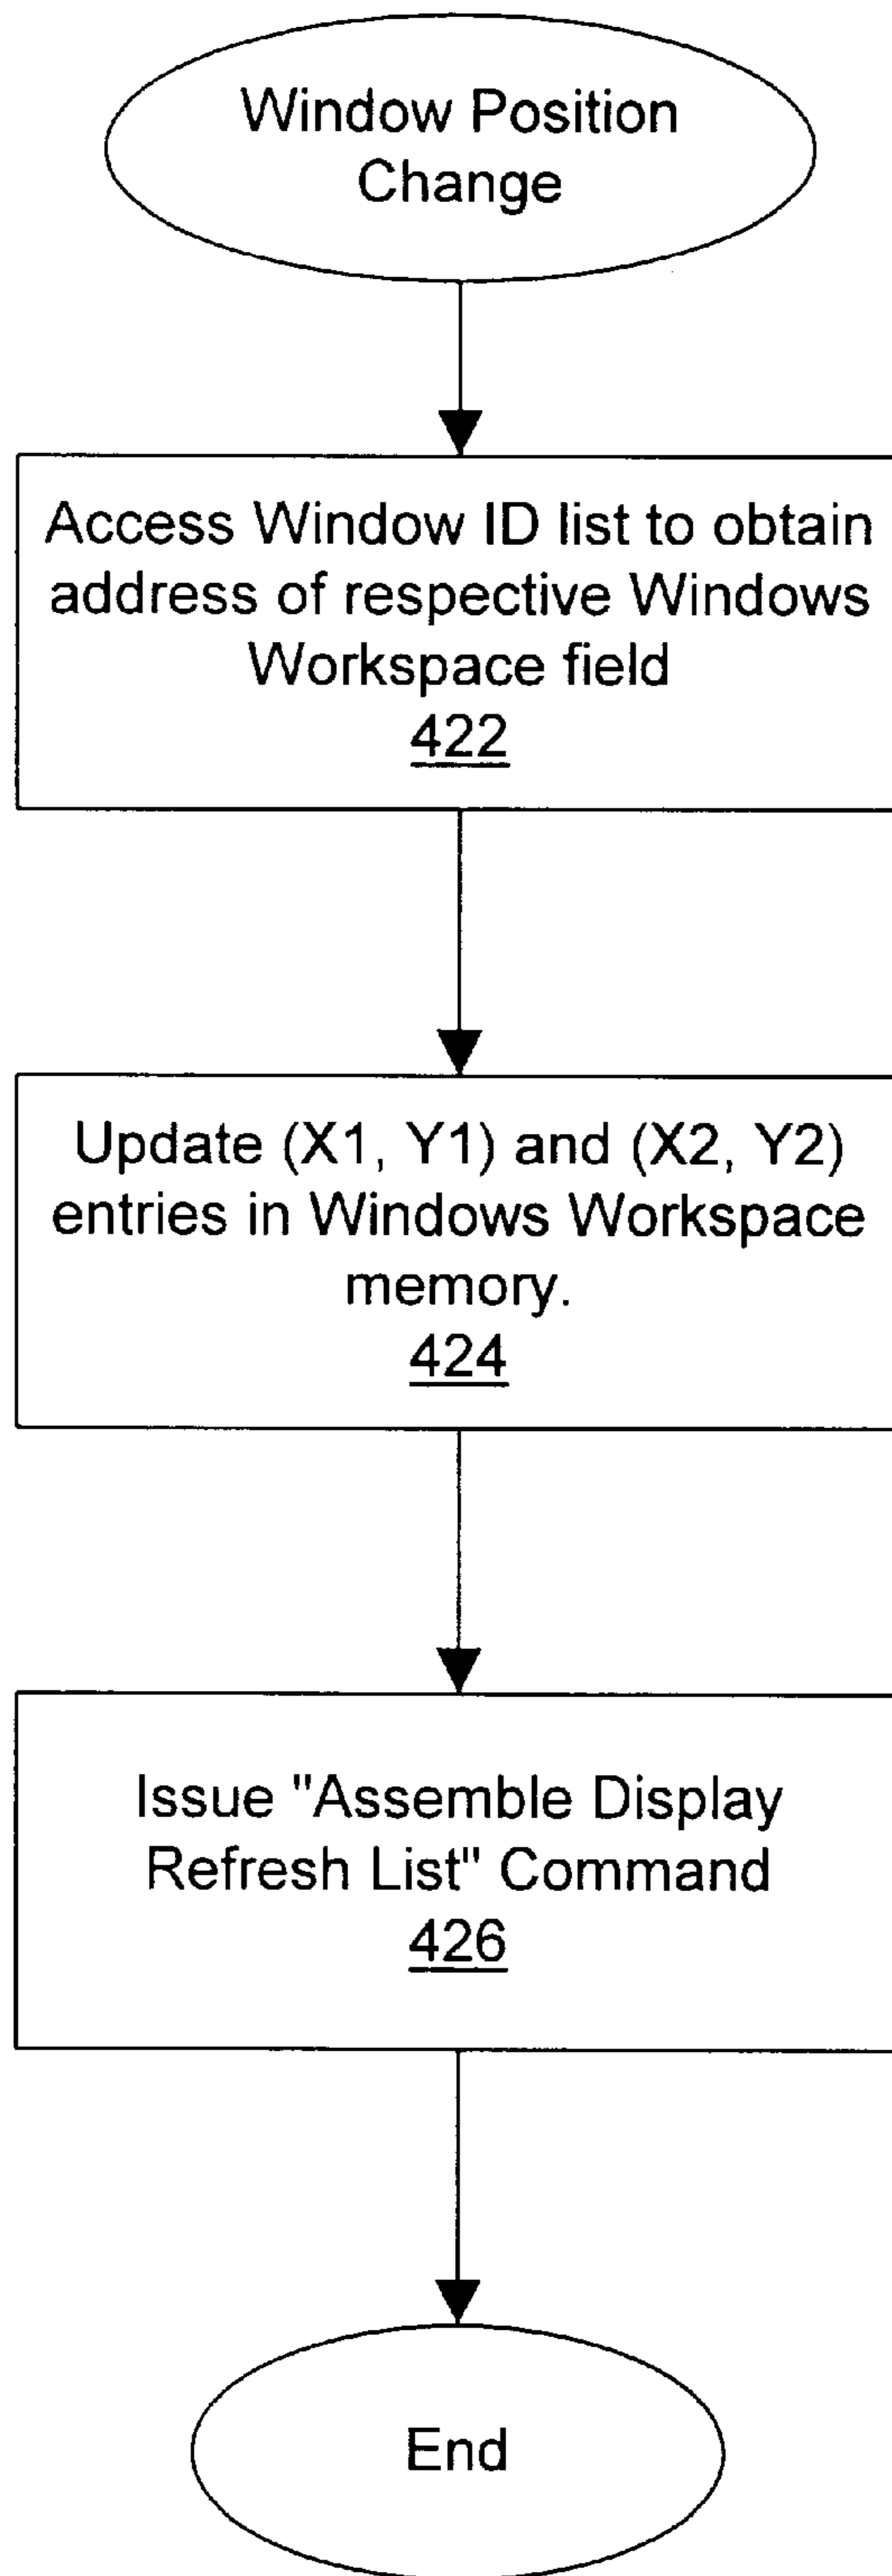 Window Position
Change
Access Window ID list to obtain
address of respective Windows
Workspace field
422
Update (X1, Y1) and (X2, Y2)
entries in Windows Workspace
memory.
424
Issue "Assemble Display
Refresh List" Command
426
End